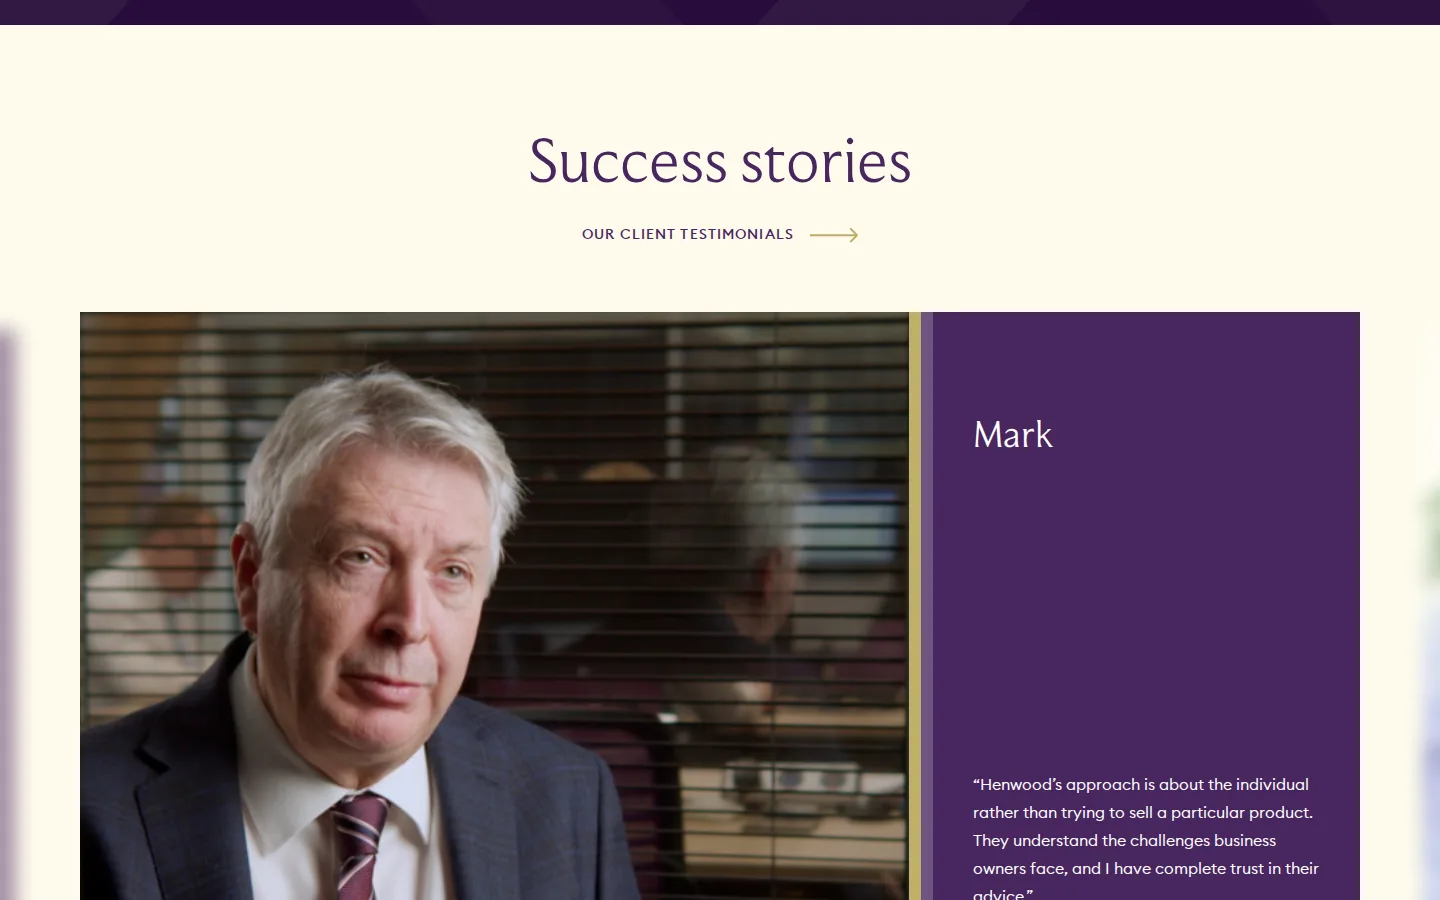 Success stories
OUR CLIENT TESTIMONIALS
Mark
“Henwood’s approach is about the individual
rather than trying to sell a particular product.
They understand the challenges business
owners face, and I have complete trust in their
advice”